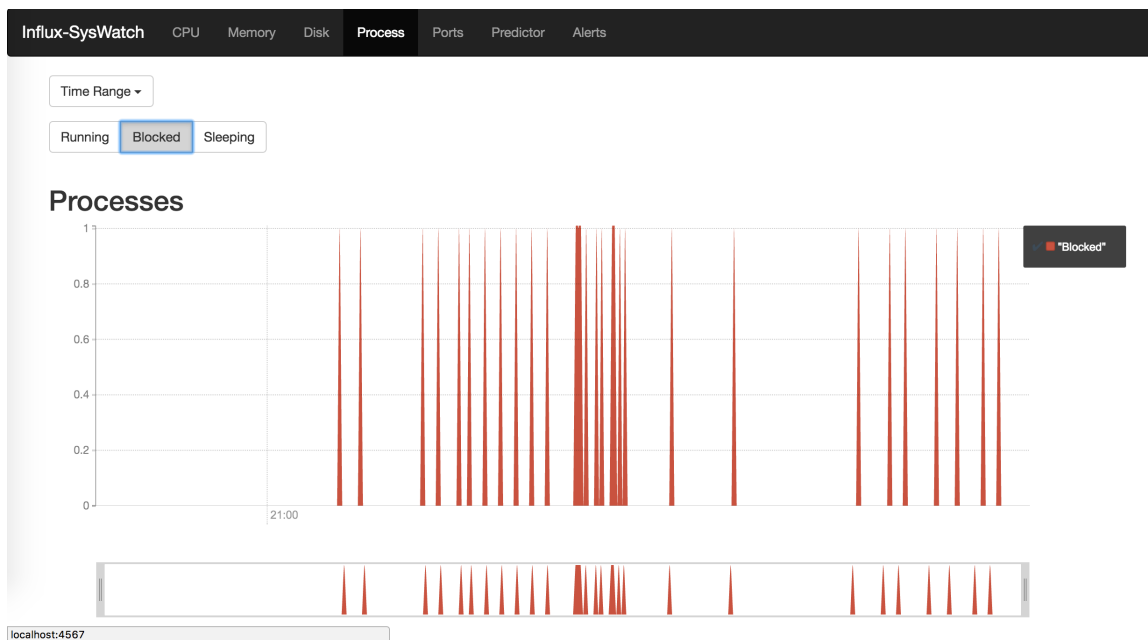 Influx-SysWatch CPU Memory Disk Process Ports Predictor Alerts
Time Range
Running Blocked Sleeping
Processes
1
"Blocked"
0.8
0.6
0.4
0.2
0
21:00
localhost:4567